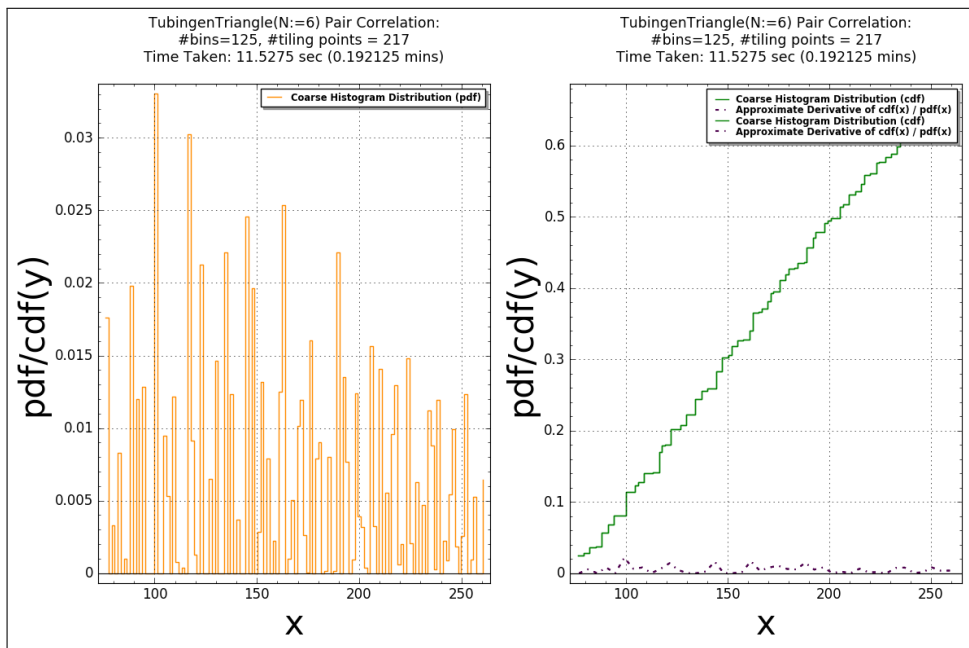 TubingenTriangle(N:=6) Pair Correlation:
#bins=125, #tiling points = 217
Time Taken: 11.5275 sec (0.192125 mins)
Coarse Histogram Distribution (pdf)
0.03
0.025
0.02
0.015
0.01
0.005
0
pdf/cdf(y)
100
150
200
250
x
TubingenTriangle(N:=6) Pair Correlation:
#bins=125, #tiling points = 217
Time Taken: 11.5275 sec (0.192125 mins)
Coarse Histogram Distribution (cdf)
Approximate Derivative of cdf(x) / pdf(x)
Coarse Histogram Distribution (cdf)
Approximate Derivative of cdf(x) / pdf(x)
0.6
0.5
0.4
0.3
0.2
0.1
0
pdf/cdf(y)
100
150
200
250
x